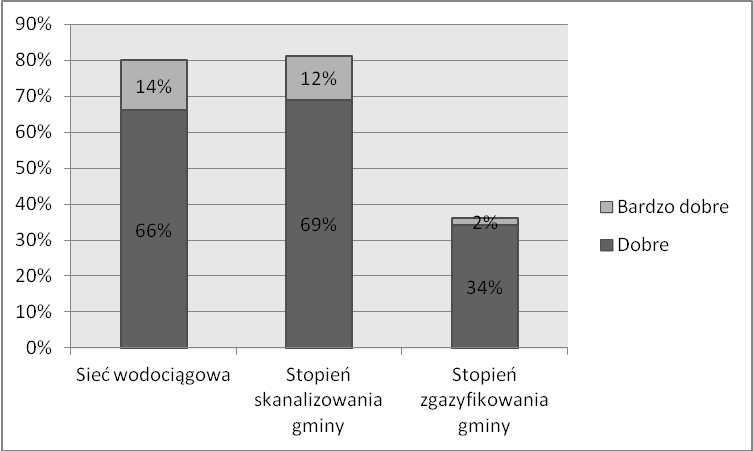 90%
80%
70%
60%
50%
40%
30%
20%
10%
0%
14%
12%
2%
66%
69%
34%
Sieć wodociągowa
Stopień
skanalizowania
gminy
Stopień
zgazyfikowania
gminy
Bardzo dobre
Dobre